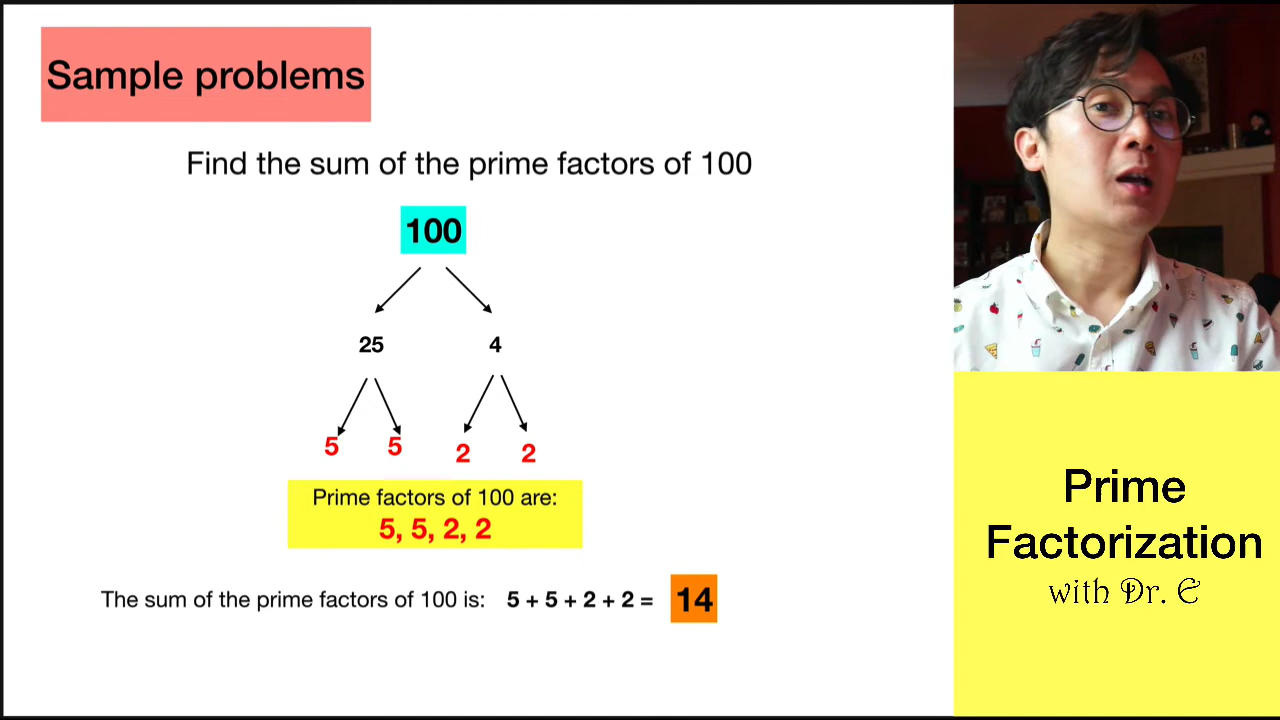 Sample problems
Find the sum of the prime factors of 100
100
25 4
5 5 2 2
Prime factors of 100 are:
5, 5, 2, 2
The sum of the prime factors of 100 is: 5 + 5 + 2 + 2 = 14
Prime
Factorization
with Dr. E